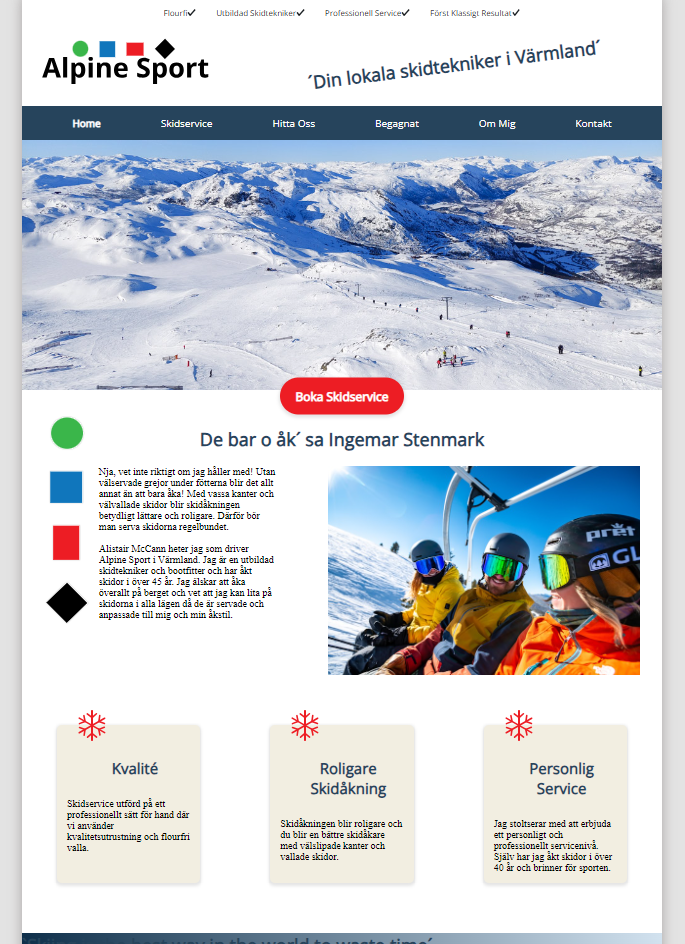 Flourfi✓ Utbildad Skidtekniker✓ Professionell Service✓ Först Klassigt Resultat✓
Alpine Sport
´Din lokala skidtekniker i Värmland´
Home Skidservice Hitta Oss Begagnat Om Mig Kontakt
Boka Skidservice
De bar o åk´ sa Ingemar Stenmark
Nja, vet inte riktigt om jag håller med! Utan
välservade grejor under fötterna blir det allt
annat än att bara åka! Med vassa kanter och
välvallade skidor blir skidåkningen
betydligt lättare och roligare. Därför bör
man serva skidorna regelbundet.
Alistair McCann heter jag som driver
Alpine Sport i Värmland. Jag är en utbildad
skidtekniker och bootfitter och har åkt
skidor i över 45 år. Jag älskar att åka
överallt på berget och vet att jag kan lita på
skidorna i alla lägen då de är servade och
anpassade till mig och min åkstil.
prēt
GL
Kvalité
Skidservice utförd på ett
professionellt sätt för hand där
vi använder
kvalitetsutrustning och flourfri
valla.
Roligare
Skidåkning
Skidåkningen blir roligare och
du blir en bättre skidåkare
med välslipade kanter och
vallade skidor.
Personlig
Service
Jag stoltserar med att erbjuda
ett personligt och
professionellt servicenivå.
Själv har jag åkt skidor i över
40 år och brinner för sporten.
best way in the world to waste time´